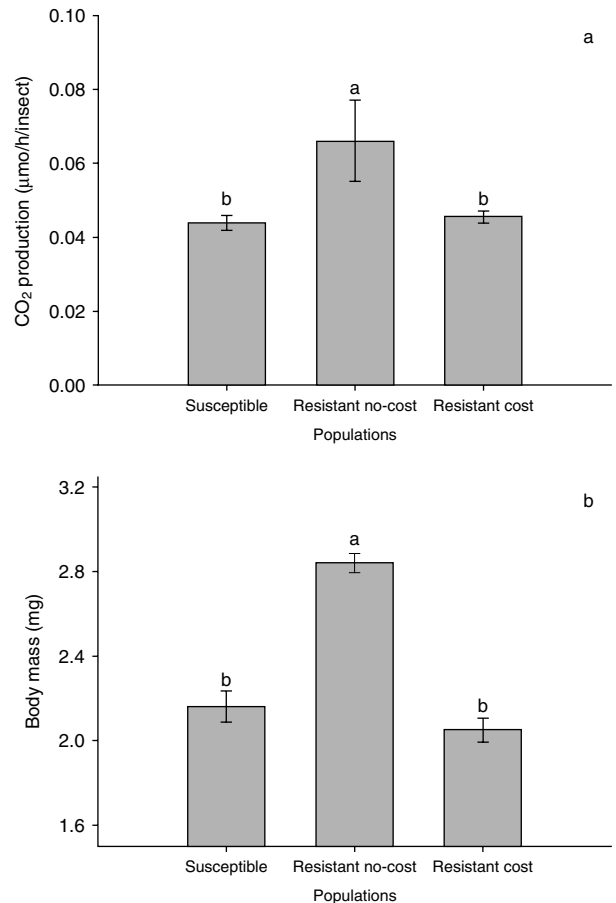 0.10
a
0.08
a
0.06
b
b
0.04
0.02
0.00
CO₂ production (µmo/h/insect)
Susceptible Resistant no-cost Resistant cost
Populations
3.2
b
a
2.8
2.4
b
b
2.0
1.6
Body mass (mg)
Susceptible Resistant no-cost Resistant cost
Populations